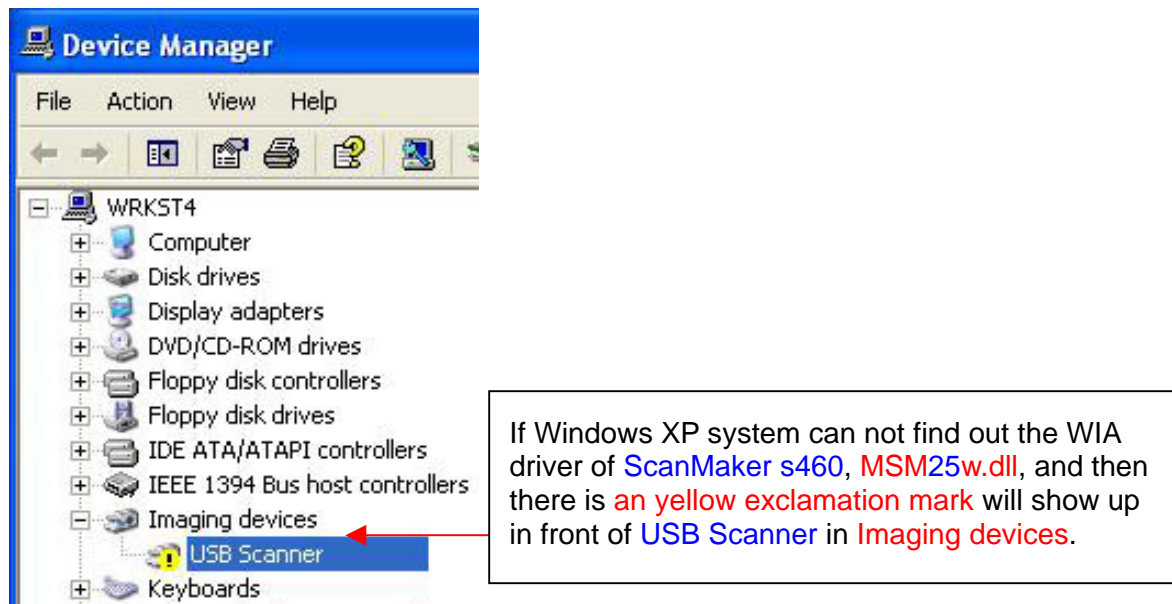 Device Manager
File Action View Help
WRKST4
Computer
Disk drives
Display adapters
DVD/CD-ROM drives
Floppy disk controllers
Floppy disk drives
IDE ATA/ATAPI controllers
IEEE 1394 Bus host controllers
Imaging devices
USB Scanner
Keyboards
If Windows XP system can not find out the WIA
driver of ScanMaker s460, MSM25w.dll, and then
there is an yellow exclamation mark will show up
in front of USB Scanner in Imaging devices.